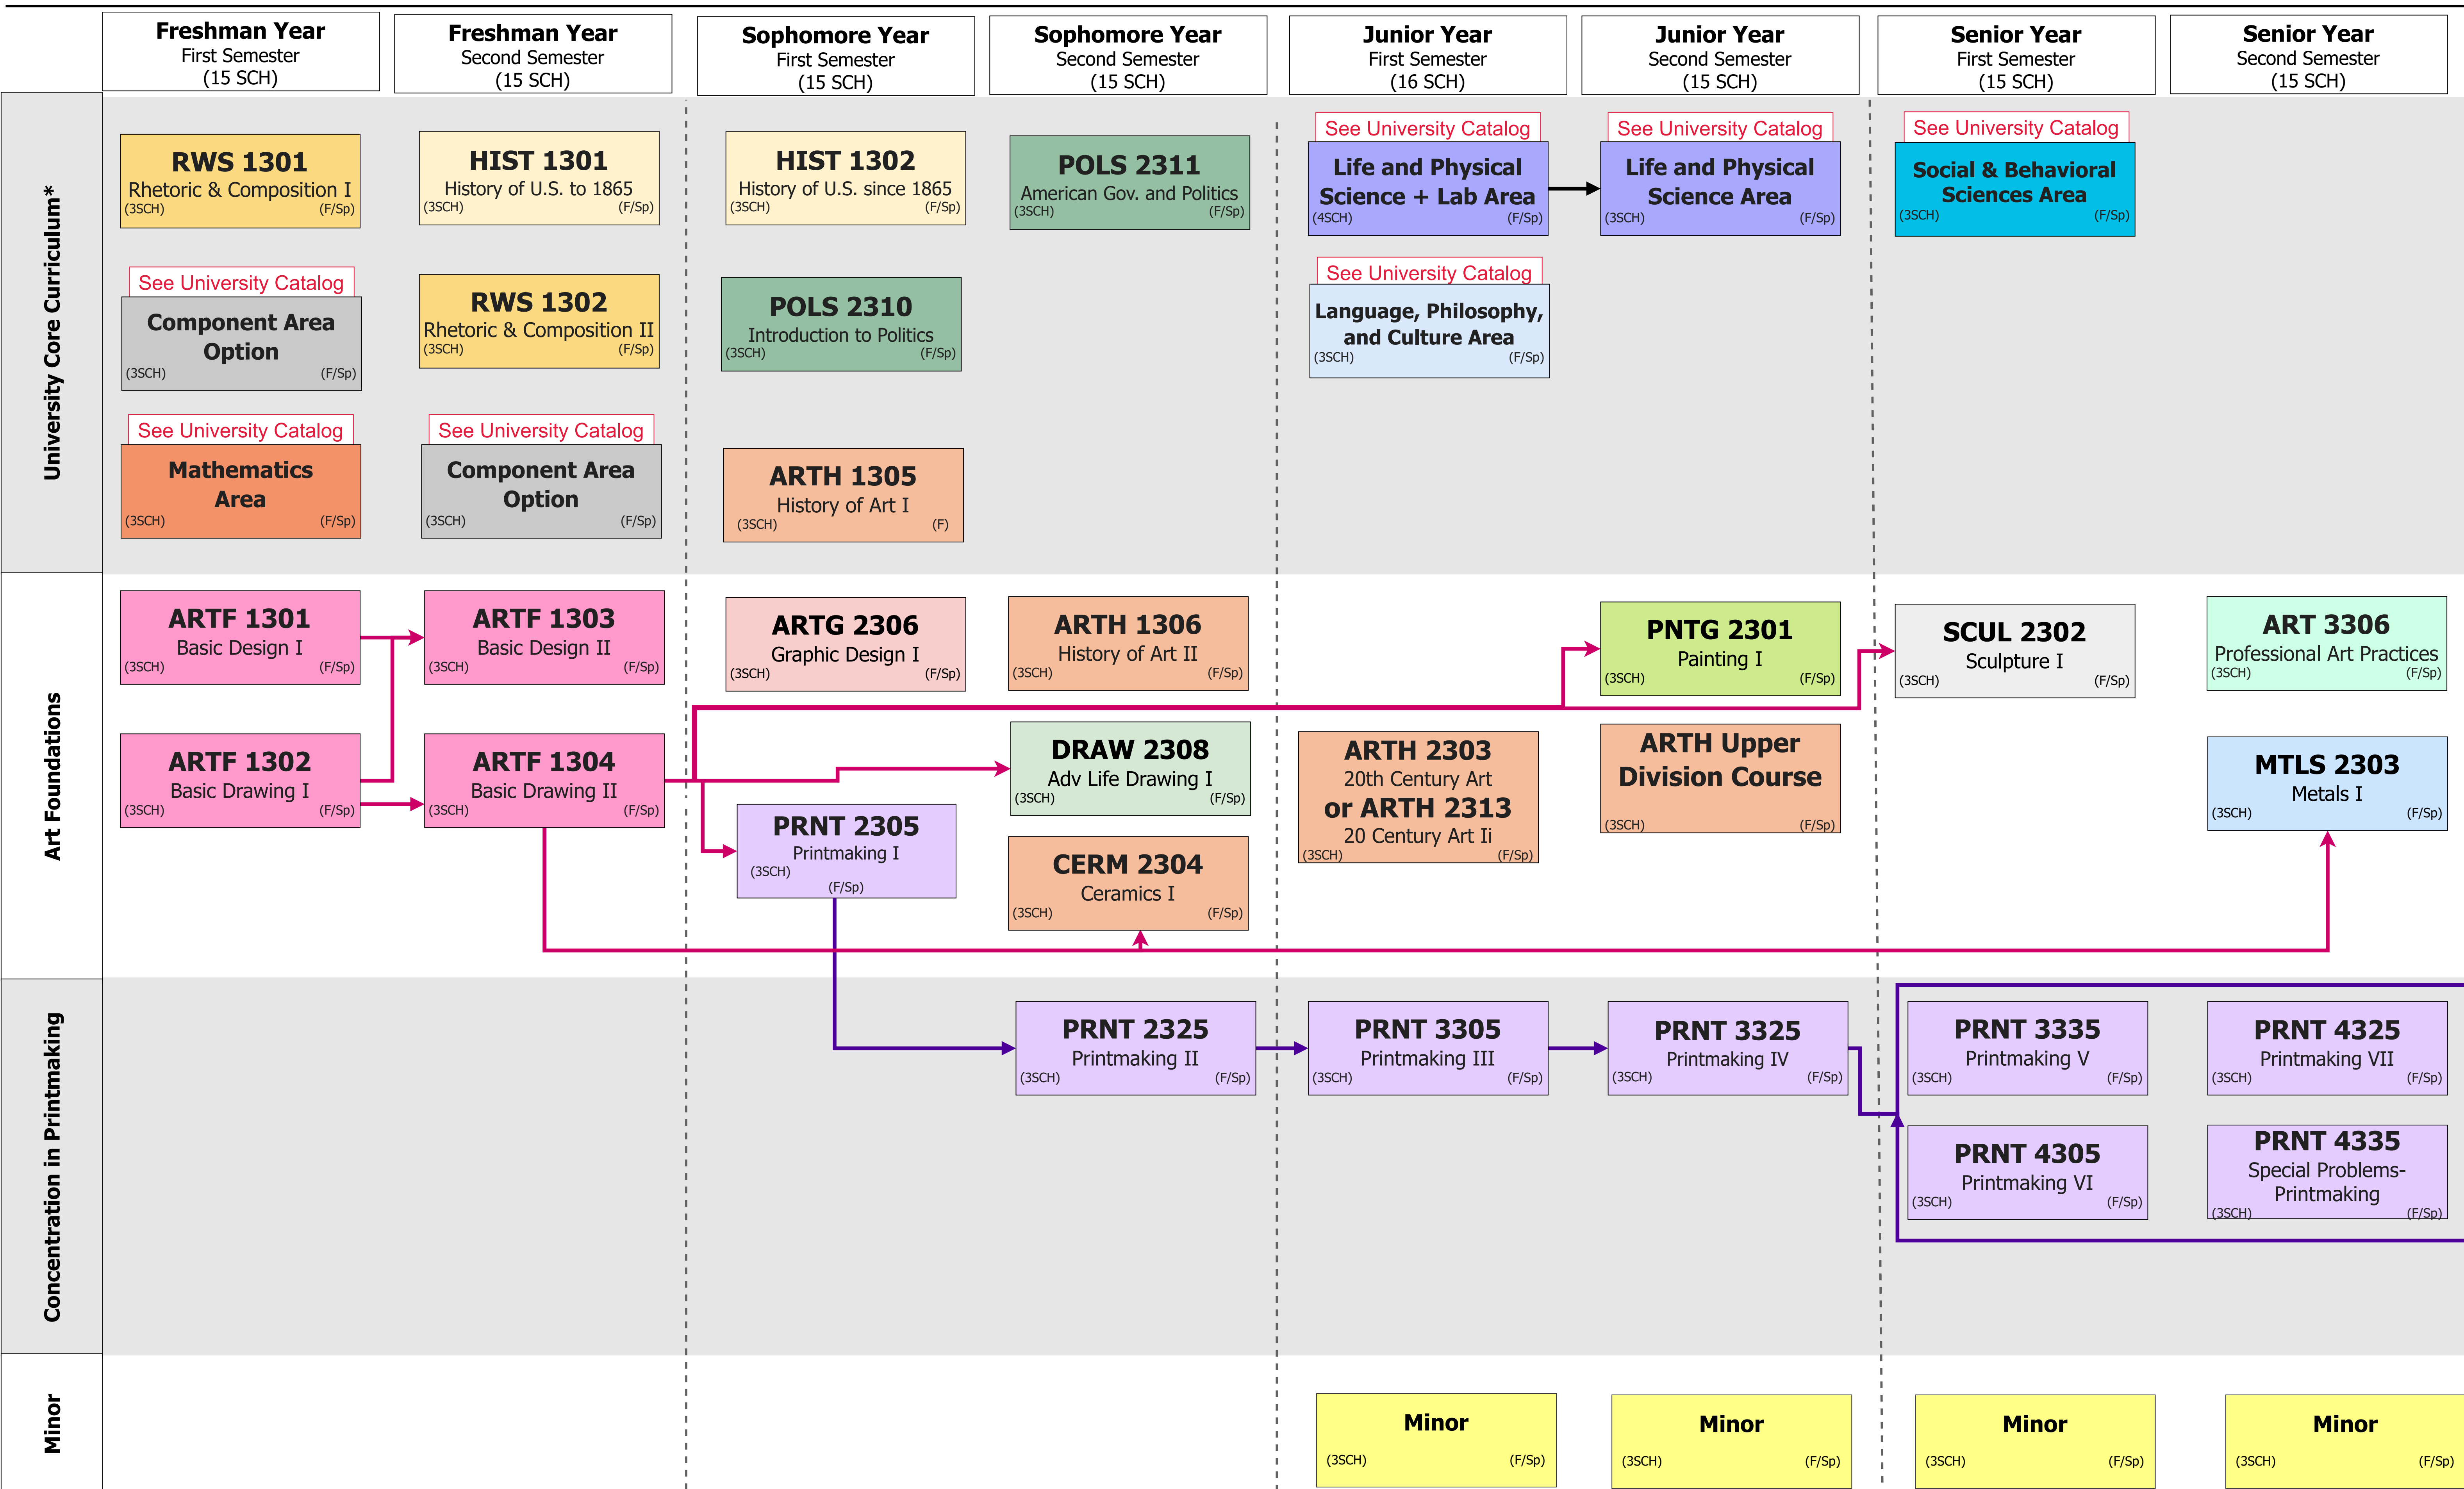 Freshman Year
First Semester
(15 SCH)
Freshman Year
Second Semester
(15 SCH)
Sophomore Year
First Semester
(15 SCH)
Sophomore Year
Second Semester
(15 SCH)
Junior Year
First Semester
(16 SCH)
Junior Year
Second Semester
(15 SCH)
Senior Year
First Semester
(15 SCH)
Senior Year
Second Semester
(15 SCH)
University Core Curriculum*
RWS 1301
Rhetoric & Composition I
(3SCH) (F/Sp)
HIST 1301
History of U.S. to 1865
(3SCH) (F/Sp)
HIST 1302
History of U.S. since 1865
(3SCH) (F/Sp)
POLS 2311
American Gov. and Politics
(3SCH) (F/Sp)
See University Catalog
Life and Physical
Science + Lab Area
(4SCH) (F/Sp)
See University Catalog
Life and Physical
Science Area
(3SCH) (F/Sp)
See University Catalog
Social & Behavioral
Sciences Area
(3SCH) (F/Sp)
See University Catalog
Component Area
Option
(3SCH) (F/Sp)
RWS 1302
Rhetoric & Composition II
(3SCH) (F/Sp)
POLS 2310
Introduction to Politics
(3SCH) (F/Sp)
See University Catalog
Language, Philosophy,
and Culture Area
(3SCH) (F/Sp)
See University Catalog
Mathematics
Area
(3SCH) (F/Sp)
See University Catalog
Component Area
Option
(3SCH) (F/Sp)
ARTH 1305
History of Art I
(3SCH) (F)
Art Foundations
ARTF 1301
Basic Design I
(3SCH) (F/Sp)
ARTF 1303
Basic Design II
(3SCH) (F/Sp)
ARTG 2306
Graphic Design I
(3SCH) (F/Sp)
ARTH 1306
History of Art II
(3SCH) (F/Sp)
PNTG 2301
Painting I
(3SCH) (F/Sp)
SCUL 2302
Sculpture I
(3SCH) (F/Sp)
ART 3306
Professional Art Practices
(3SCH) (F/Sp)
ARTF 1302
Basic Drawing I
(3SCH) (F/Sp)
ARTF 1304
Basic Drawing II
(3SCH) (F/Sp)
PRNT 2305
Printmaking I
(3SCH)
(F/Sp)
DRAW 2308
Adv Life Drawing I
(3SCH) (F/Sp)
CERM 2304
Ceramics I
(3SCH) (F/Sp)
ARTH 2303
20th Century Art
or ARTH 2313
20 Century Art Ii
(3SCH) (F/Sp)
ARTH Upper
Division Course
(3SCH) (F/Sp)
MTLS 2303
Metals I
(3SCH) (F/Sp)
Concentration in Printmaking
PRNT 2325
Printmaking II
(3SCH) (F/Sp)
PRNT 3305
Printmaking III
(3SCH) (F/Sp)
PRNT 3325
Printmaking IV
(3SCH) (F/Sp)
PRNT 3335
Printmaking V
(3SCH) (F/Sp)
PRNT 4325
Printmaking VII
(3SCH) (F/Sp)
PRNT 4305
Printmaking VI
(3SCH) (F/Sp)
PRNT 4335
Special Problems-
Printmaking
(3SCH) (F/Sp)
Minor
Minor
(3SCH) (F/Sp)
Minor
(3SCH) (F/Sp)
Minor
(3SCH) (F/Sp)
Minor
(3SCH) (F/Sp)